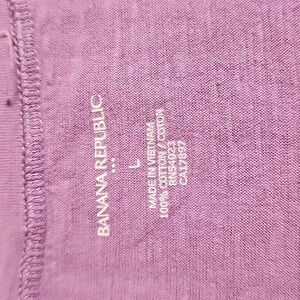 BANANA REPUBLIC
L
MADE IN VIETNAM
100% COTTON / COTON
RN54023
CA17897